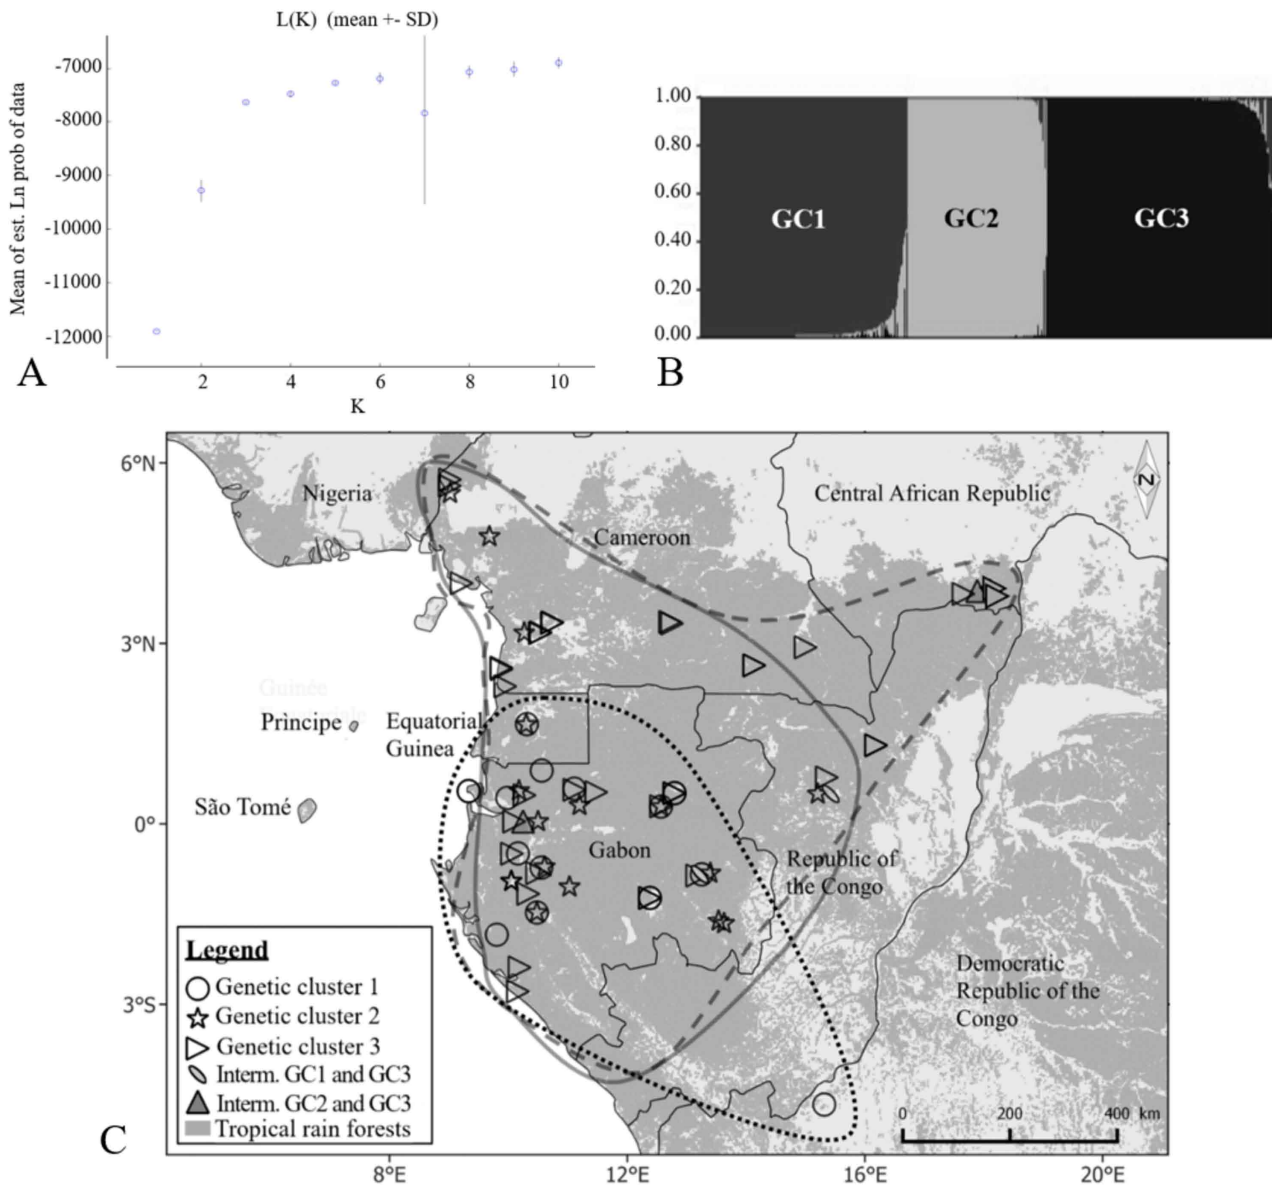 L(K) (mean +- SD)
Mean of est. Ln prob of data
-7000
-8000
-9000
-10000
-11000
-12000
2 4 6 8 10
K
A
1.00
0.80
0.60
0.40
0.20
0.00
GC1 GC2 GC3
B
6°N
3°N
0°
3°S
Nigeria
Central African Republic
Cameroon
Guinée
Principe
Equatorial
Guinea
São Tomé
Gabon
Republic of
the Congo
Democratic
Republic of the
Congo
N
Legend
Genetic cluster 1
Genetic cluster 2
Genetic cluster 3
Interm. GC1 and GC3
Interm. GC2 and GC3
Tropical rain forests
0 200 400 km
C
8°E 12°E 16°E 20°E